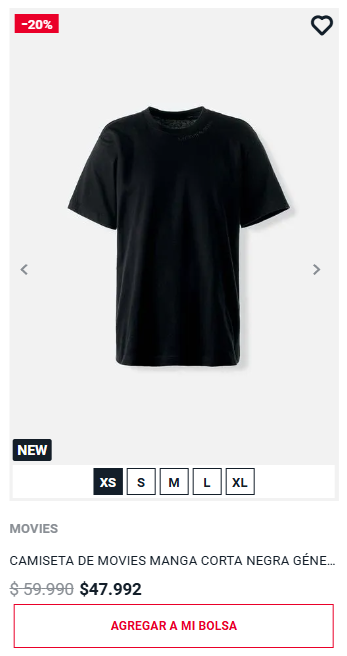 -20%
NEW
XS S M L XL
MOVIES
CAMISETA DE MOVIES MANGA CORTA NEGRA GÉNE...
$ 59.990 $47.992
AGREGAR A MI BOLSA